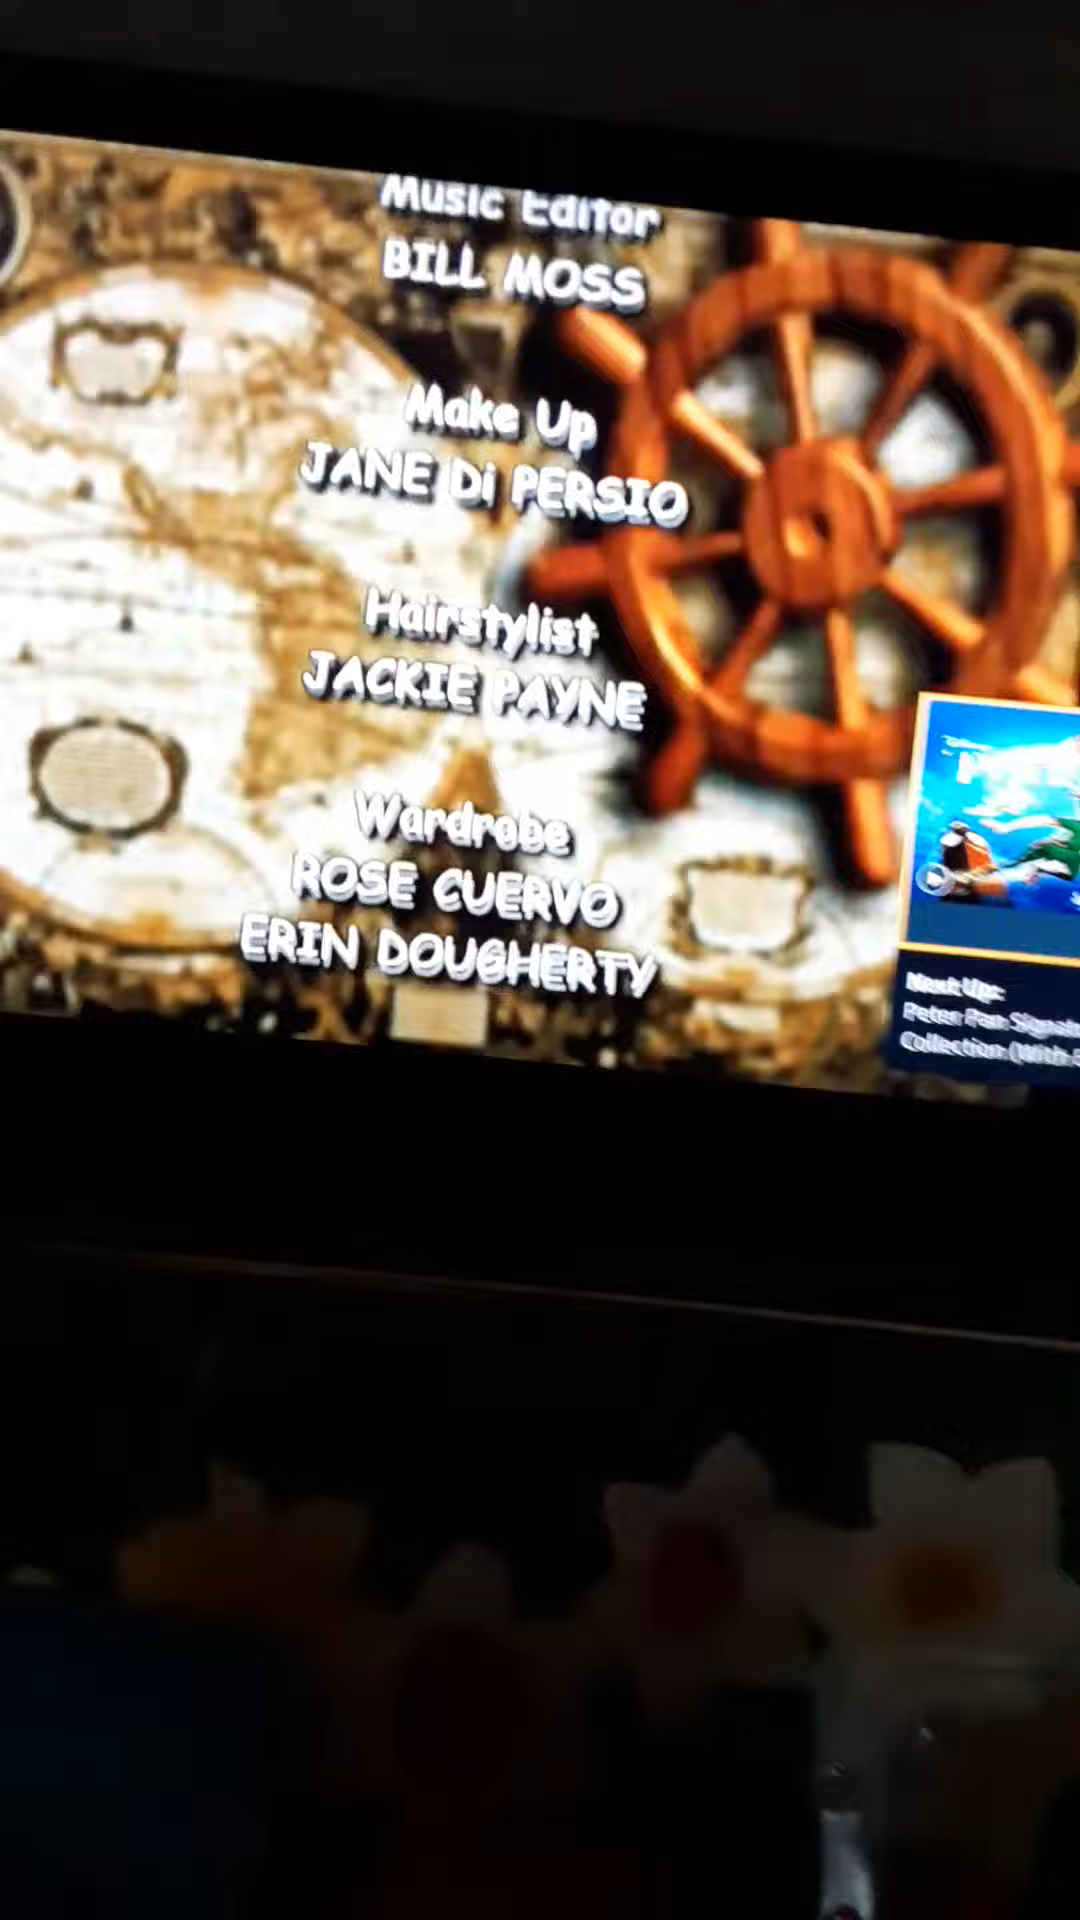 Music Editor
BILL MOSS
Make Up
JANE Di PERSIO
Hairstylist
JACKIE PAYNE
Wardrobe
ROSE CUERVO
ERIN DOUGHERTY
Next Up:
Peter Pan
Collection (With